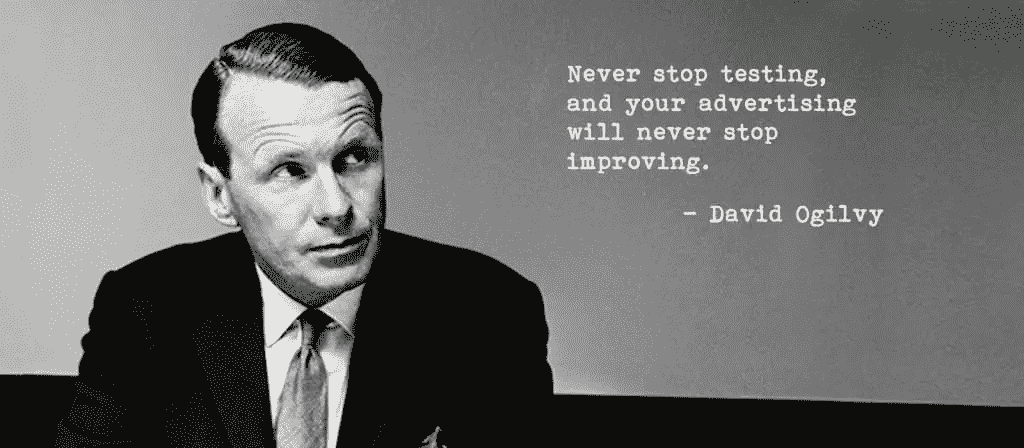 Never stop testing,
and your advertising
will never stop
improving.
- David Ogilvy